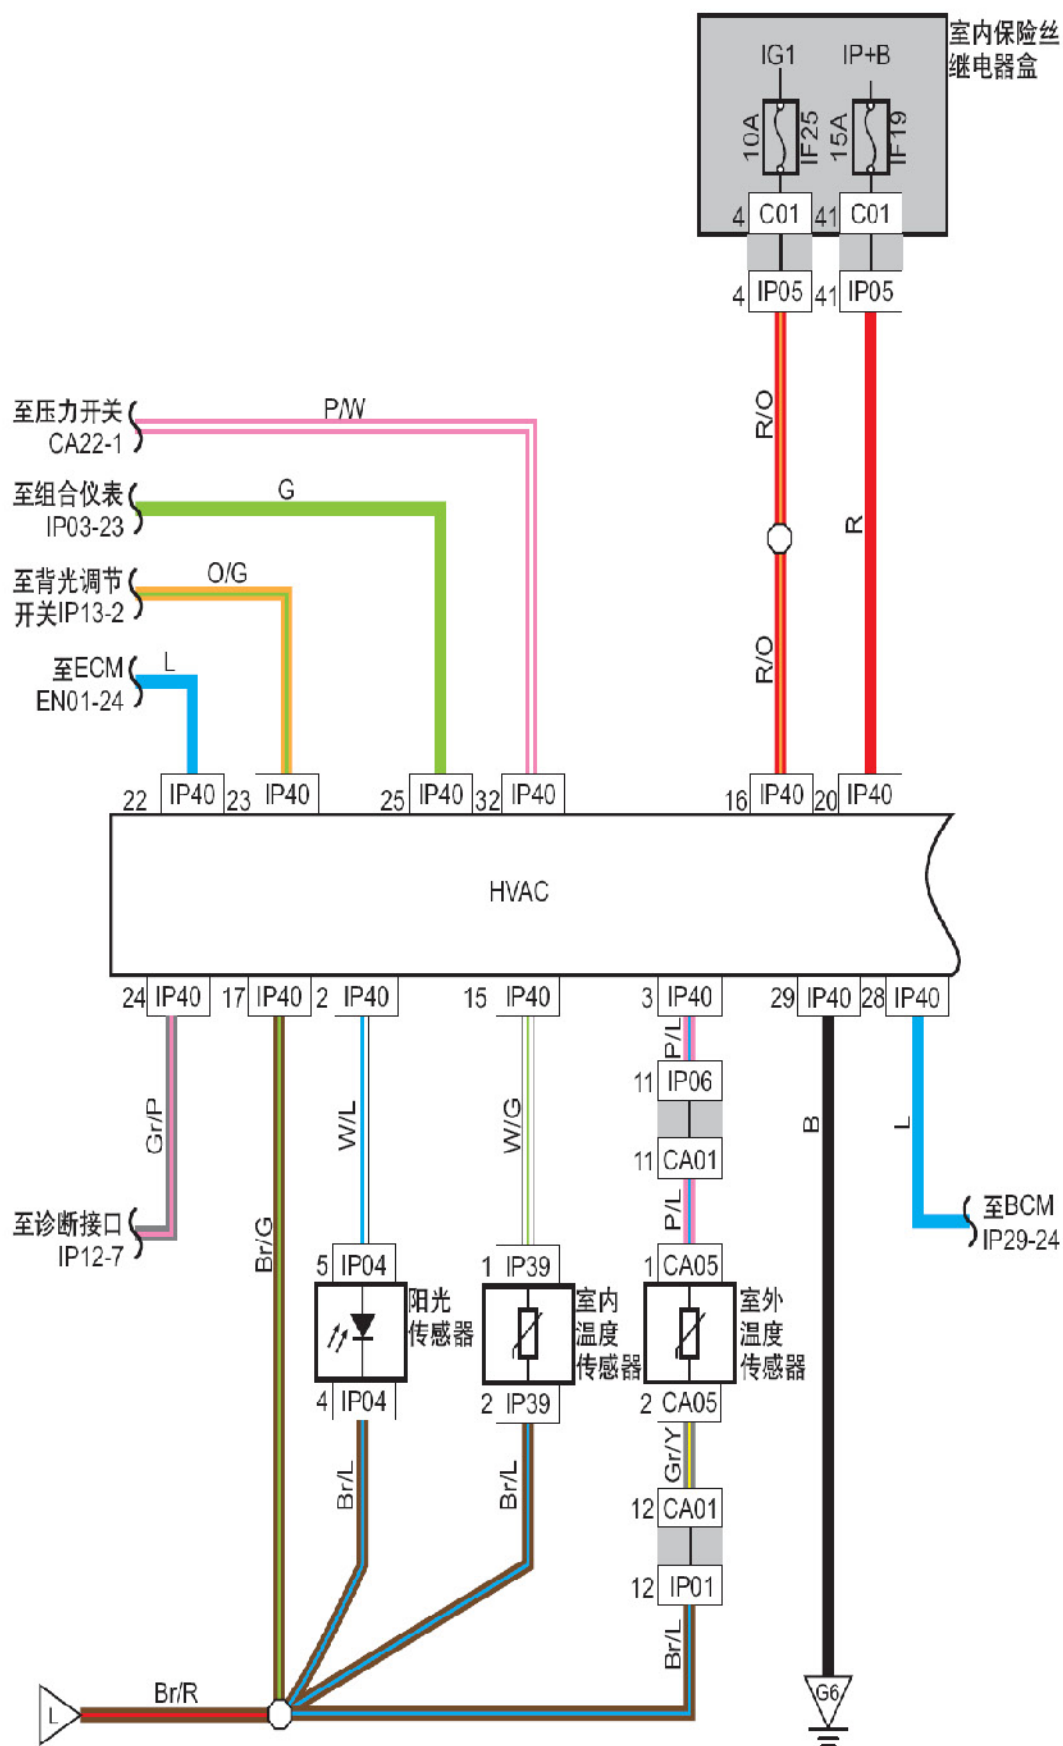 室内保险丝
继电器盒
IG1 IP+B
10A IF25 15A IF19
4 C01 41 C01
4 IP05 41 IP05
至压力开关
CA22-1
P/W
R/O
至组合仪表
IP03-23
G
R
至背光调节
开关IP13-2
O/G
至ECM
EN01-24
L
R/O
22 IP40 23 IP40 25 IP40 32 IP40 16 IP40 20 IP40
HVAC
24 IP40 17 IP40 2 IP40 15 IP40 3 IP40 29 IP40 28 IP40
P/L
11 IP06
Gr/P
W/L
W/G
B
L
11 CA01
P/L
至诊断接口
IP12-7
Br/G
至BCM
IP29-24
5 IP04 1 IP39 1 CA05
阳光
传感器
室内
温度
传感器
室外
温度
传感器
4 IP04 2 IP39 2 CA05
Br/L
Br/L
Gr/Y
12 CA01
12 IP01
Br/L
Br/R
L
G6